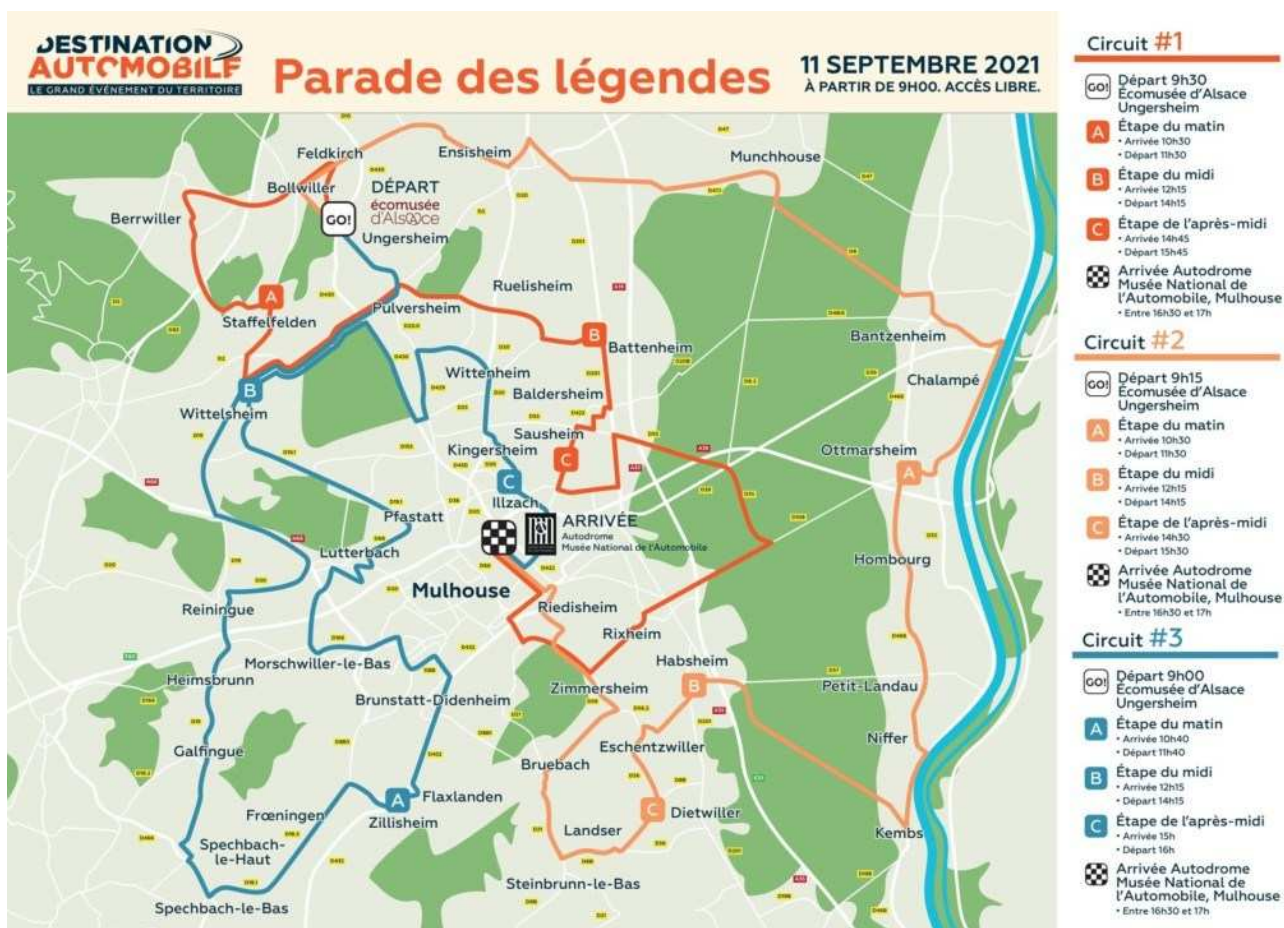 DESTINATION
AUTOMOBILE
LE GRAND ÉVÉNEMENT DU TERRITOIRE
Parade des légendes
11 SEPTEMBRE 2021
À PARTIR DE 9H00. ACCÈS LIBRE.
Feldkirch
Ensisheim
Munchhouse
Bollwiller
DÉPART
écomusée
d'Alsace
GO!
Berrwiller
Ungersheim
Ruelisheim
A
Staffelfelden
Pulversheim
B
Battenheim
Bantzenheim
Wittenheim
Chalampé
B
Baldersheim
Wittelsheim
Sausheim
Kingersheim
C
Ottmarsheim
A
C
Illzach
Pfastatt
ARRIVÉE
Autodrome
Musée National de l'Automobile
Lutterbach
Hombourg
Mulhouse
Reiningue
Riedisheim
Rixheim
Morschwiller-le-Bas
Habsheim
Heimsbrunn
Zimmersheim
B
Petit-Landau
Brunstatt-Didenheim
Galfingue
Eschentzwiller
Niffer
Bruebach
A
Flaxlanden
Frœningen
Zillisheim
C
Dietwiller
Landser
Kembs
Spechbach-
le-Haut
Steinbrunn-le-Bas
Spechbach-le-Bas
Circuit #1
GO!
Départ 9h30
Écomusée d'Alsace
Ungersheim
A
Étape du matin
• Arrivée 10h30
• Départ 11h30
B
Étape du midi
• Arrivée 12h15
• Départ 14h15
C
Étape de l'après-midi
• Arrivée 14h45
• Départ 15h45
Arrivée Autodrome
Musée National de
l'Automobile, Mulhouse
• Entre 16h30 et 17h
Circuit #2
GO!
Départ 9h15
Écomusée d'Alsace
Ungersheim
A
Étape du matin
• Arrivée 10h30
• Départ 11h30
B
Étape du midi
• Arrivée 12h15
• Départ 14h15
C
Étape de l'après-midi
• Arrivée 14h30
• Départ 15h30
Arrivée Autodrome
Musée National de
l'Automobile, Mulhouse
• Entre 16h30 et 17h
Circuit #3
GO!
Départ 9h00
Écomusée d'Alsace
Ungersheim
A
Étape du matin
• Arrivée 10h40
• Départ 11h40
B
Étape du midi
• Arrivée 12h15
• Départ 14h15
C
Étape de l'après-midi
• Arrivée 15h
• Départ 16h
Arrivée Autodrome
Musée National de
l'Automobile, Mulhouse
• Entre 16h30 et 17h